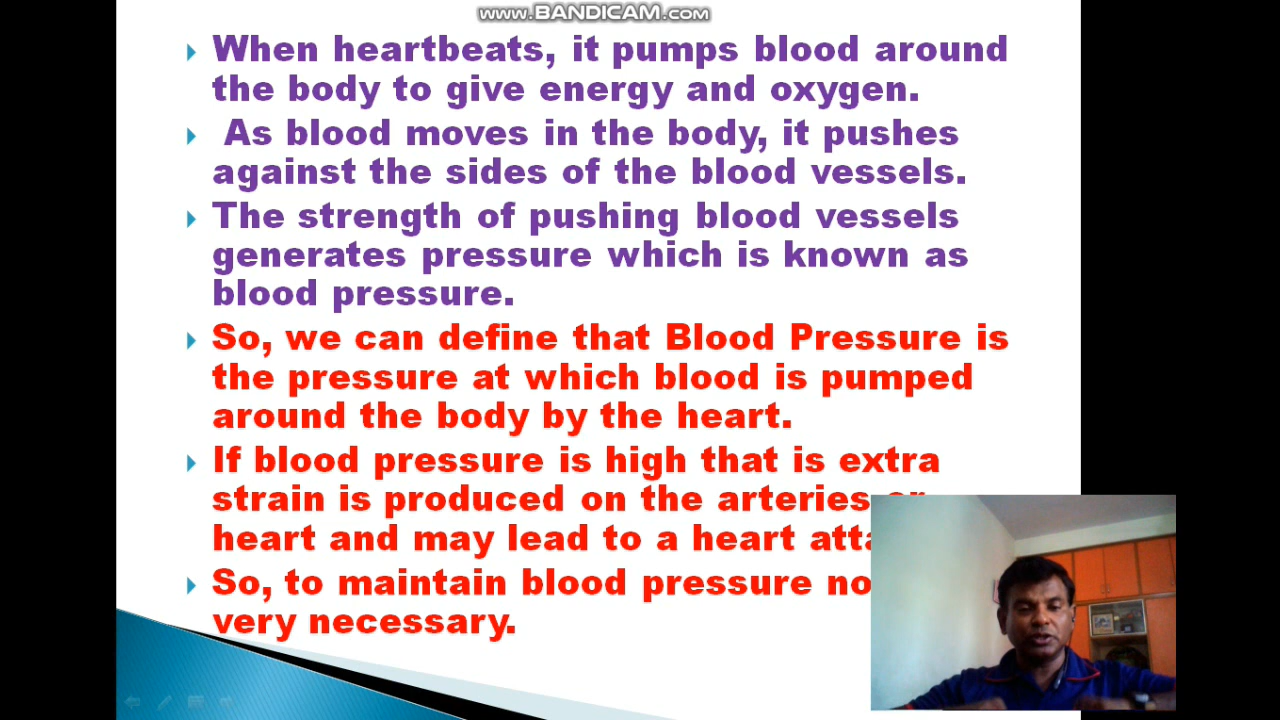 www.BANDICAM.com
When heartbeats, it pumps blood around
the body to give energy and oxygen.
As blood moves in the body, it pushes
against the sides of the blood vessels.
The strength of pushing blood vessels
generates pressure which is known as
blood pressure.
So, we can define that Blood Pressure is
the pressure at which blood is pumped
around the body by the heart.
If blood pressure is high that is extra
strain is produced on the arteries or
heart and may lead to a heart
So, to maintain blood pressure
very necessary.